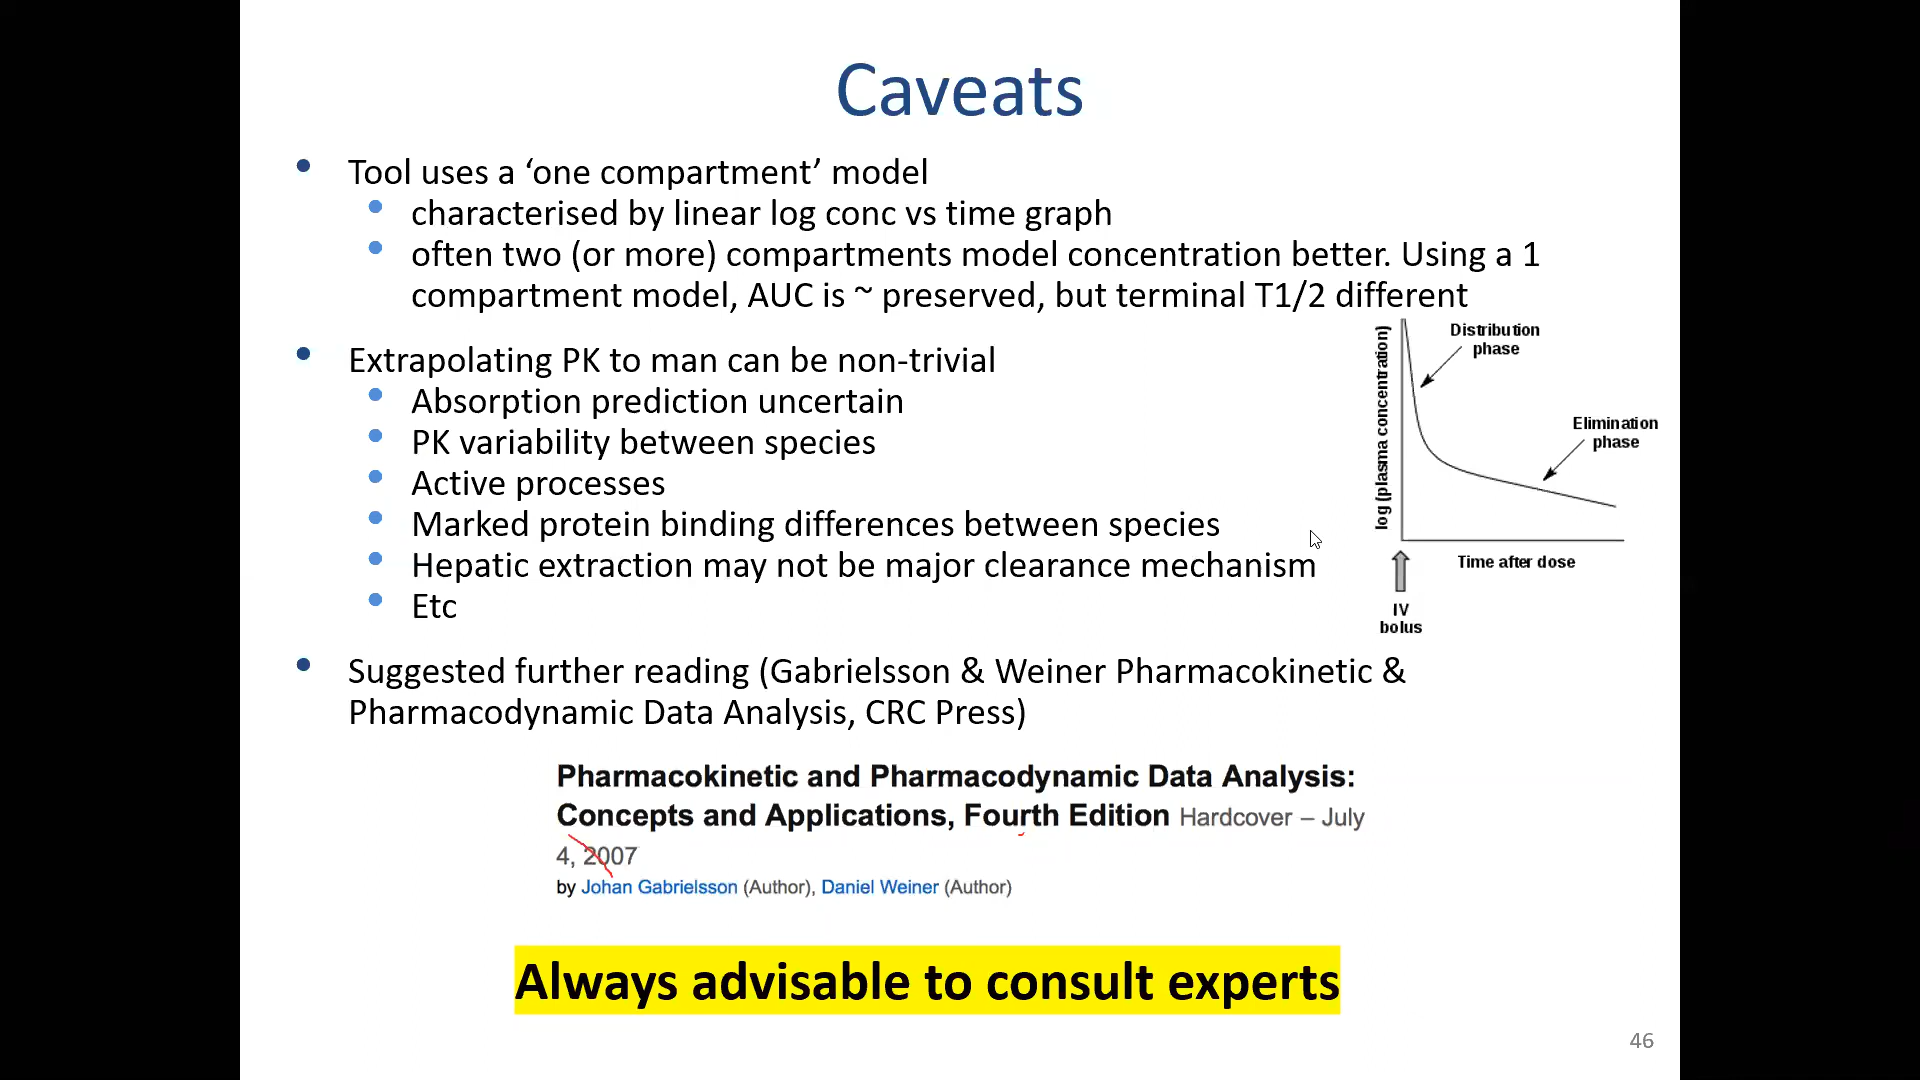 Caveats
• Tool uses a ‘one compartment’ model
• characterised by linear log conc vs time graph
• often two (or more) compartments model concentration better. Using a 1
compartment model, AUC is ~ preserved, but terminal T1/2 different
• Extrapolating PK to man can be non-trivial
• Absorption prediction uncertain
• PK variability between species
• Active processes
• Marked protein binding differences between species
• Hepatic extraction may not be major clearance mechanism
• Etc
log (plasma concentration)
Distribution
phase
Elimination
phase
Time after dose
IV
bolus
• Suggested further reading (Gabrielsson & Weiner Pharmacokinetic &
Pharmacodynamic Data Analysis, CRC Press)
Pharmacokinetic and Pharmacodynamic Data Analysis:
Concepts and Applications, Fourth Edition Hardcover – July
4, 2007
by Johan Gabrielsson (Author), Daniel Weiner (Author)
Always advisable to consult experts
46